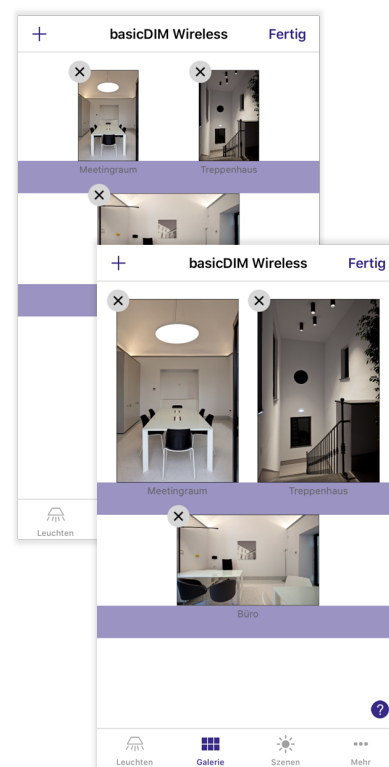 basicDIM Wireless Fertig
Meetingraum Treppenhaus
Leuchten
basicDIM Wireless Fertig
Meetingraum Treppenhaus
Büro
?
Leuchten Galerie Szenen Mehr